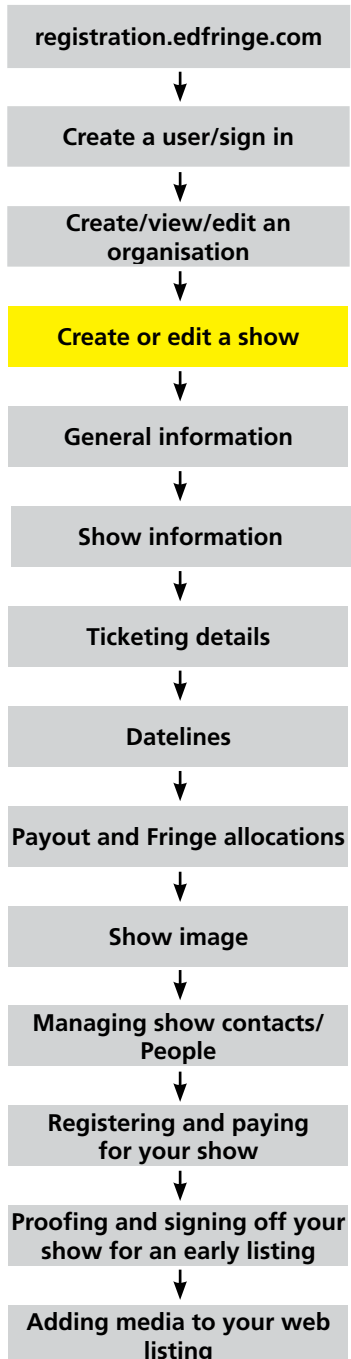 registration.edfringe.com
Create a user/sign in
Create/view/edit an
organisation
Create or edit a show
General information
Show information
Ticketing details
Datelines
Payout and Fringe allocations
Show image
Managing show contacts/
People
Registering and paying
for your show
Proofing and signing off your
show for an early listing
Adding media to your web
listing